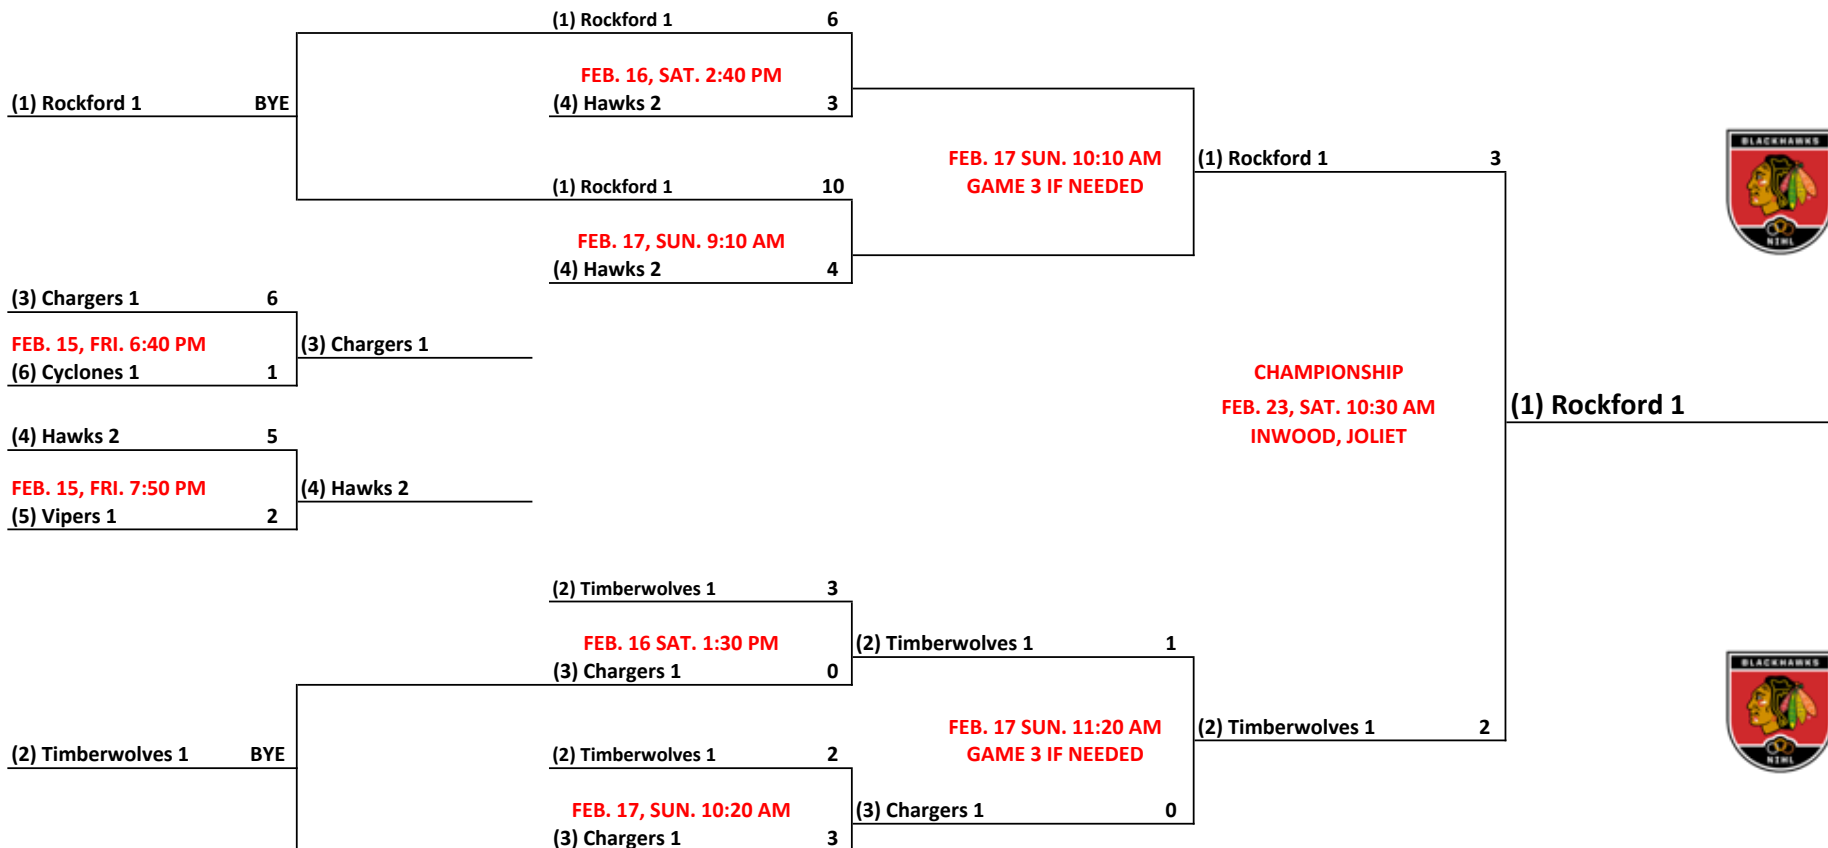 (1) Rockford 1 6
FEB. 16, SAT. 2:40 PM
(1) Rockford 1 BYE
(4) Hawks 2 3
BLACKHAWKS
NIHL
FEB. 17 SUN. 10:10 AM
GAME 3 IF NEEDED
(1) Rockford 1 3
(1) Rockford 1 10
FEB. 17, SUN. 9:10 AM
(4) Hawks 2 4
(3) Chargers 1 6
FEB. 15, FRI. 6:40 PM
(6) Cyclones 1 1
(3) Chargers 1
CHAMPIONSHIP
FEB. 23, SAT. 10:30 AM
INWOOD, JOLIET
(1) Rockford 1
(4) Hawks 2 5
FEB. 15, FRI. 7:50 PM
(5) Vipers 1 2
(4) Hawks 2
(2) Timberwolves 1 3
FEB. 16 SAT. 1:30 PM
(3) Chargers 1 0
(2) Timberwolves 1 1
BLACKHAWKS
NIHL
FEB. 17 SUN. 11:20 AM
GAME 3 IF NEEDED
(2) Timberwolves 1 2
(2) Timberwolves 1 BYE
(2) Timberwolves 1 2
FEB. 17, SUN. 10:20 AM
(3) Chargers 1 3
(3) Chargers 1 0